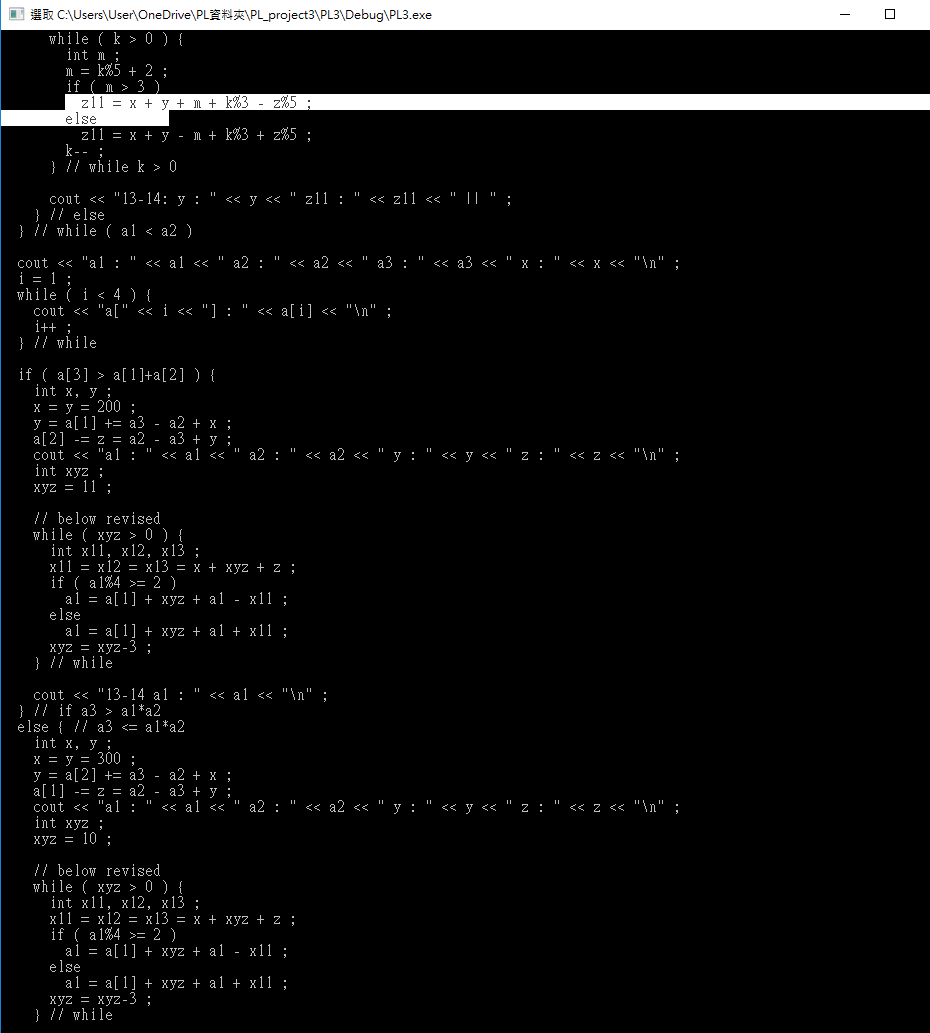 選取 C:\Users\User\OneDrive\PL資料夾\PL_project3\PL3\Debug\PL3.exe
      while ( k > 0 ) {
        int m ;
        m = k%5 + 2 ;
        if ( m > 3 )
          z11 = x + y + m + k%3 - z%5 ;
        else
          z11 = x + y - m + k%3 + z%5 ;
        k-- ;
      } // while k > 0

      cout << "13-14: y : " << y << " z11 : " << z11 << " || " ;
    } // else
  } // while ( a1 < a2 )

  cout << "a1 : " << a1 << " a2 : " << a2 << " a3 : " << a3 << " x : " << x << "\n" ;
  i = 1 ;
  while ( i < 4 ) {
    cout << "a[" << i << "] : " << a[i] << "\n" ;
    i++ ;
  } // while

  if ( a[3] > a[1]+a[2] ) {
    int x, y ;
    x = y = 200 ;
    y = a[1] += a3 - a2 + x ;
    a[2] -= z = a2 - a3 + y ;
    cout << "a1 : " << a1 << " a2 : " << a2 << " y : " << y << " z : " << z << "\n" ;
    int xyz ;
    xyz = 11 ;

    // below revised
    while ( xyz > 0 ) {
      int x11, x12, x13 ;
      x11 = x12 = x13 = x + xyz + z ;
      if ( a1%4 >= 2 )
        a1 = a[1] + xyz + a1 - x11 ;
      else
        a1 = a[1] + xyz + a1 + x11 ;
      xyz = xyz-3 ;
    } // while

    cout << "13-14 a1 : " << a1 << "\n" ;
  } // if a3 > a1*a2
  else { // a3 <= a1*a2
    int x, y ;
    x = y = 300 ;
    y = a[2] += a3 - a2 + x ;
    a[1] -= z = a2 - a3 + y ;
    cout << "a1 : " << a1 << " a2 : " << a2 << " y : " << y << " z : " << z << "\n" ;
    int xyz ;
    xyz = 10 ;

    // below revised
    while ( xyz > 0 ) {
      int x11, x12, x13 ;
      x11 = x12 = x13 = x + xyz + z ;
      if ( a1%4 >= 2 )
        a1 = a[1] + xyz + a1 - x11 ;
      else
        a1 = a[1] + xyz + a1 + x11 ;
      xyz = xyz-3 ;
    } // while